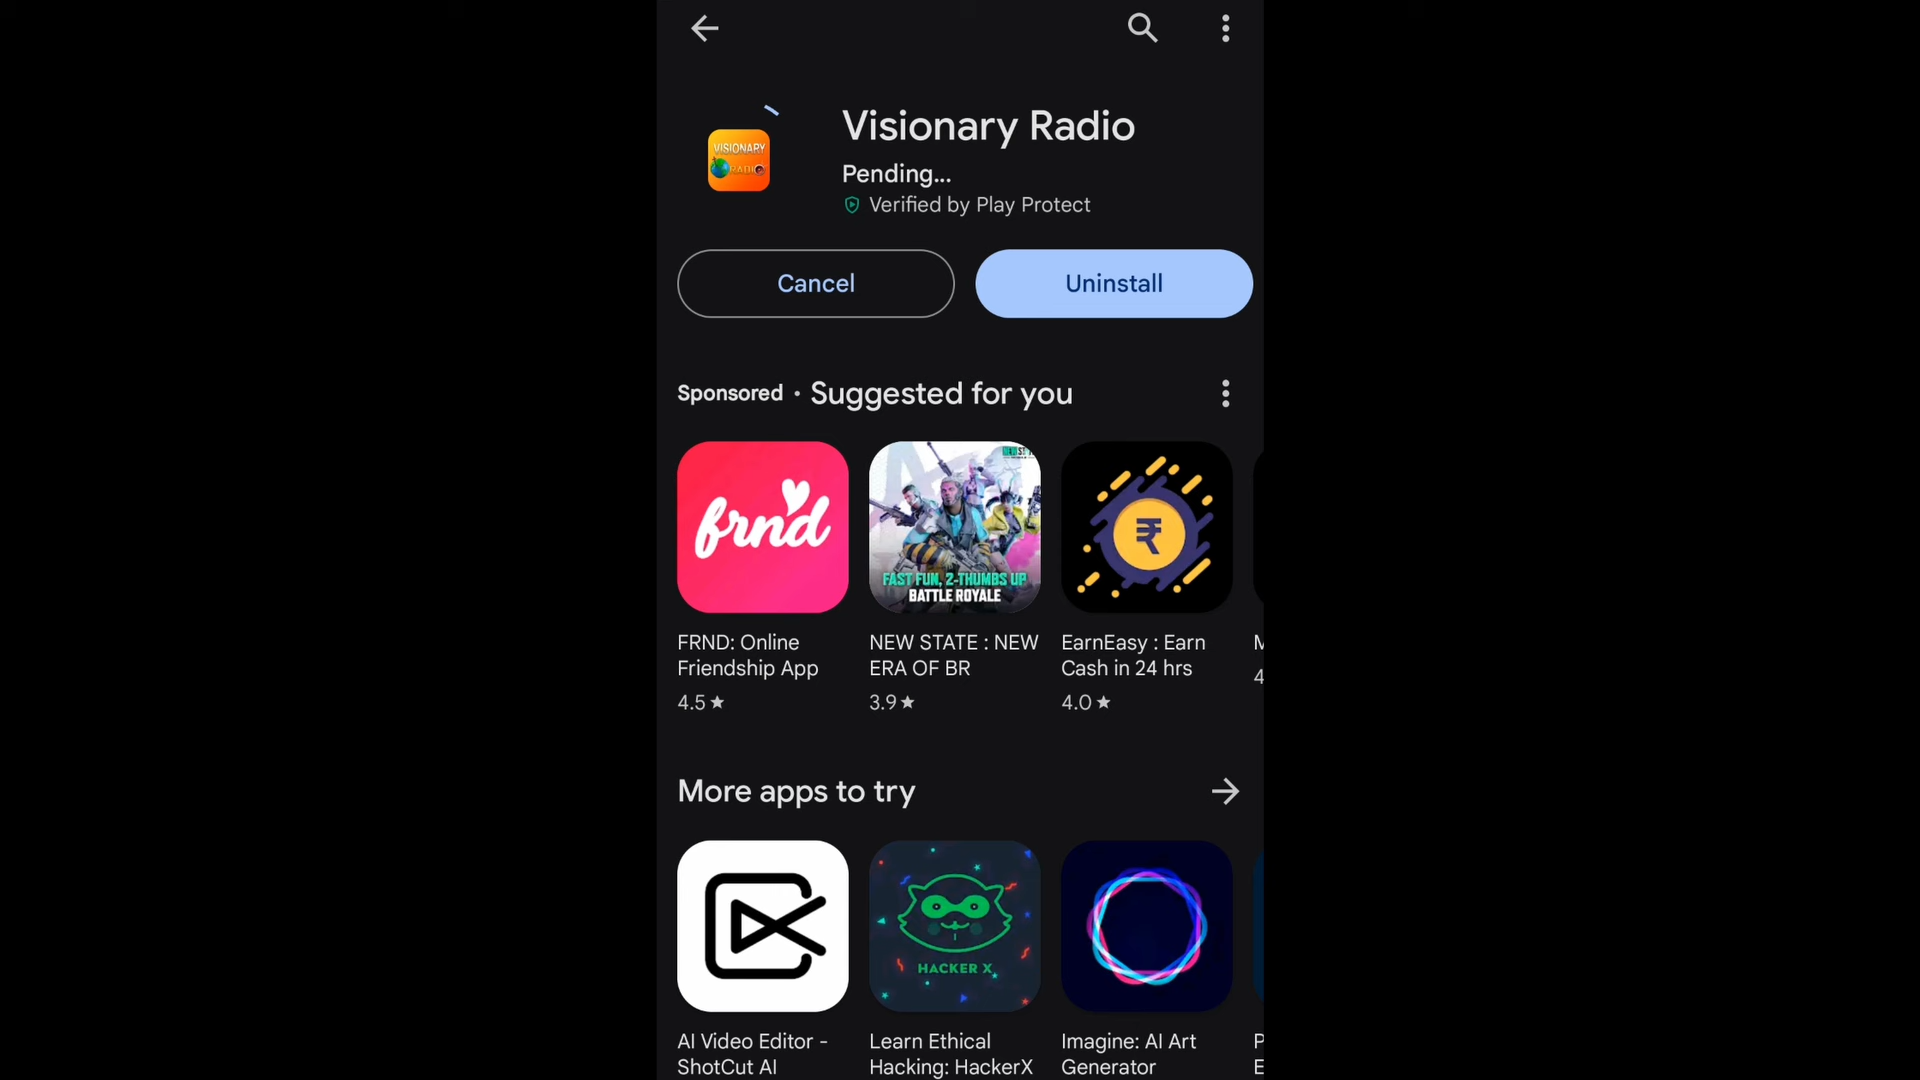 Visionary Radio
VISIONARY
RADIO
Pending...
Verified by Play Protect
Cancel
Uninstall
Sponsored • Suggested for you
frnd
FAST FUN, 2-THUMBS UP
BATTLE ROYALE
₹
FRND: Online
Friendship App
4.5★
NEW STATE : NEW
ERA OF BR
3.9★
EarnEasy : Earn
Cash in 24 hrs
4.0★
More apps to try
HACKER X
AI Video Editor -
ShotCut AI
Learn Ethical
Hacking: HackerX
Imagine: AI Art
Generator